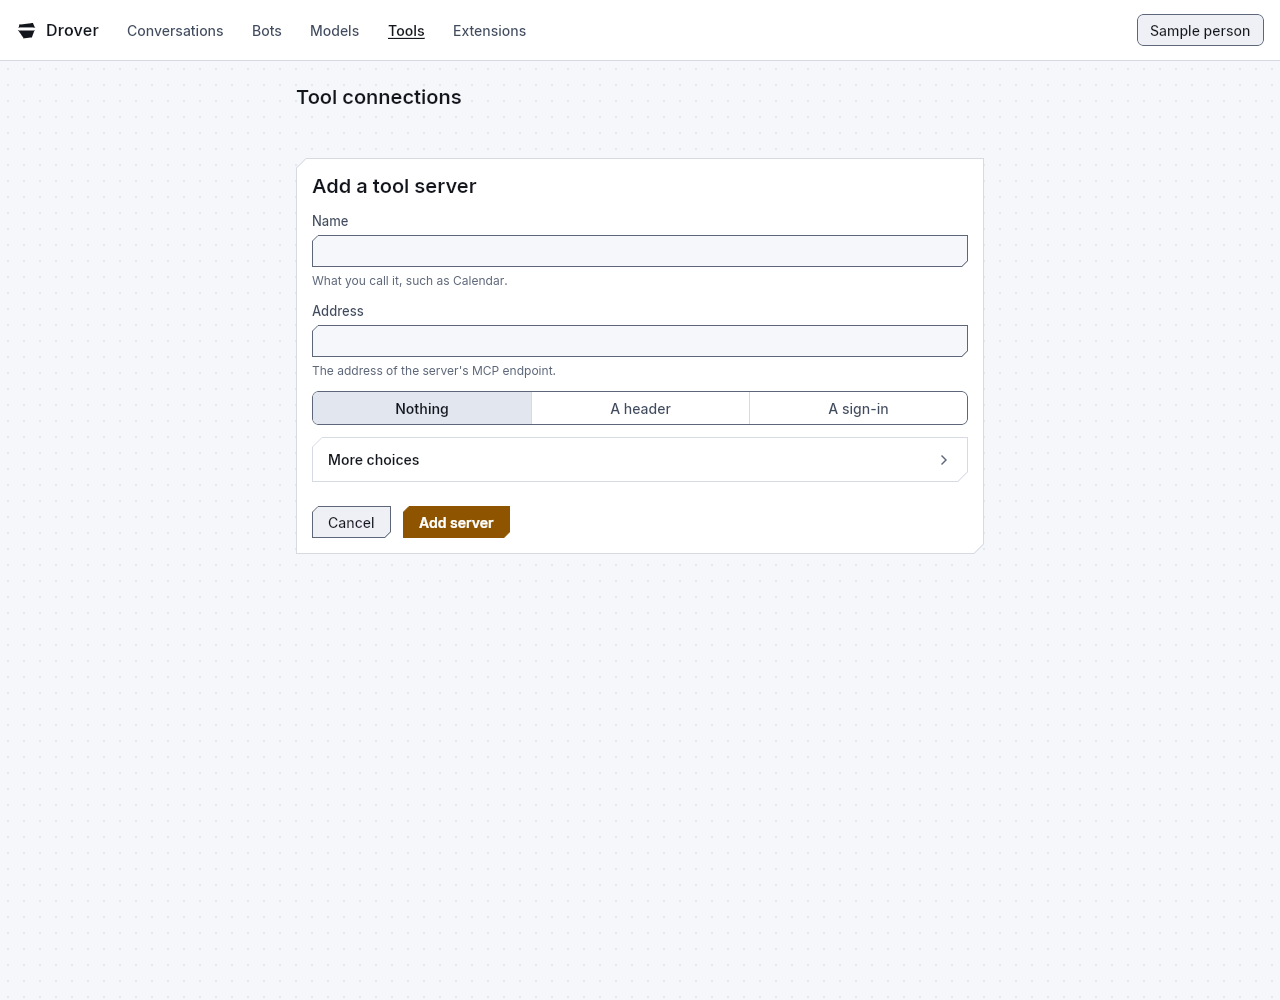 Drover
Conversations
Bots
Models
Tools
Extensions
Sample person
Tool connections
Add a tool server
Name
What you call it, such as Calendar.
Address
The address of the server's MCP endpoint.
Nothing
A header
A sign-in
More choices
Cancel
Add server